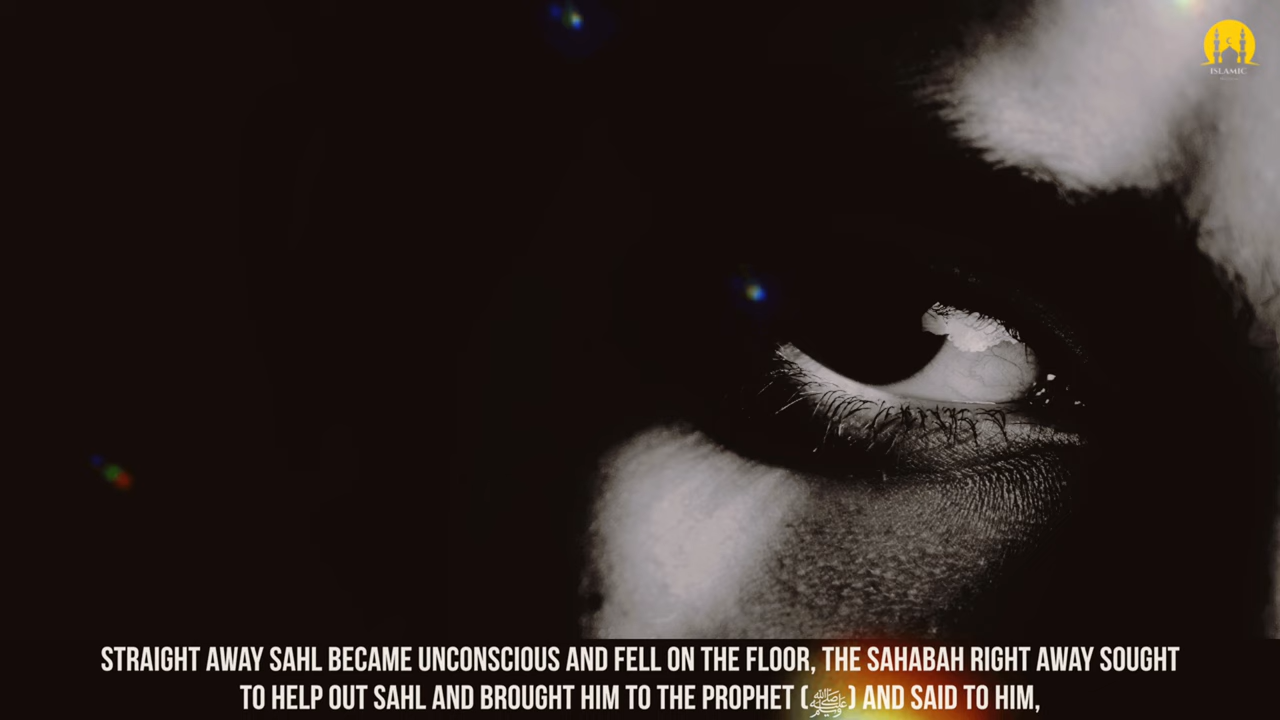 ISLAMIC
STRAIGHT AWAY SAHL BECAME UNCONSCIOUS AND FELL ON THE FLOOR, THE SAHABAH RIGHT AWAY SOUGHT
TO HELP OUT SAHL AND BROUGHT HIM TO THE PROPHET (ﷺ) AND SAID TO HIM,